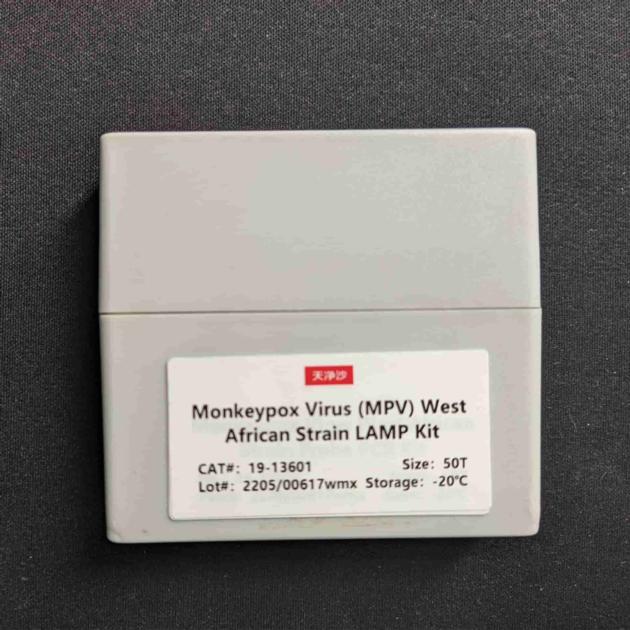 天净沙
Monkeypox Virus (MPV) West
African Strain LAMP Kit
CAT#: 19-13601 Size: 50T
Lot#: 2205/00617wmx Storage: -20℃